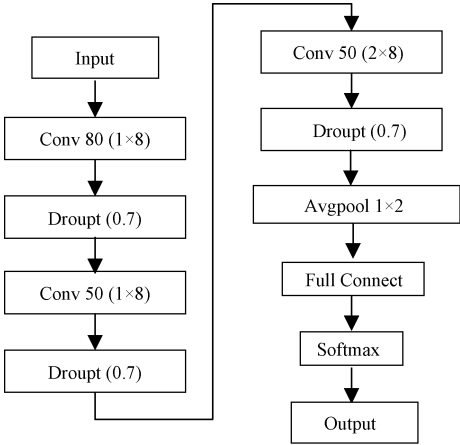 Input
Conv 80 (1×8)
Droupt (0.7)
Conv 50 (1×8)
Droupt (0.7)
Conv 50 (2×8)
Droupt (0.7)
Avgpool 1×2
Full Connect
Softmax
Output